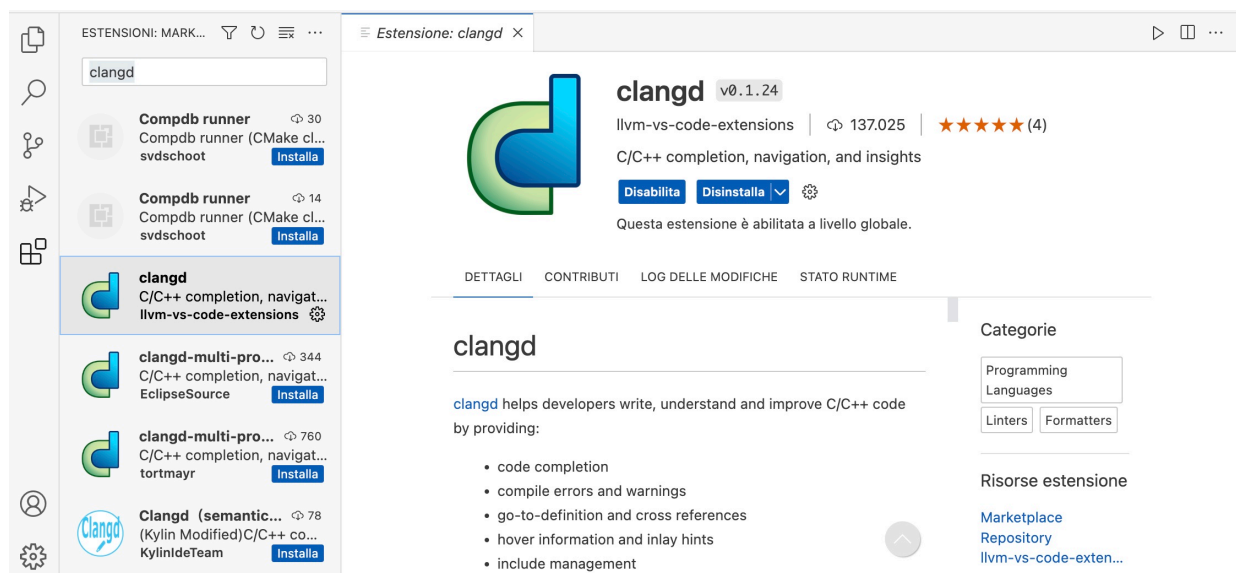 ESTENSIONI: MARK...
clangd
Compdb runner 30
Compdb runner (CMake cl...
svdschoot Installa
Compdb runner 14
Compdb runner (CMake cl...
svdschoot Installa
clangd
C/C++ completion, navigat...
llvm-vs-code-extensions
clangd-multi-pro... 344
C/C++ completion, navigat...
EclipseSource Installa
clangd-multi-pro... 760
C/C++ completion, navigat...
tortmayr Installa
Clangd
Clangd (semantic... 78
(Kylin Modified)C/C++ co...
KylinIdeTeam Installa
Estensione: clangd
clangd v0.1.24
llvm-vs-code-extensions 137.025 (4)
C/C++ completion, navigation, and insights
Disabilita Disinstalla
Questa estensione è abilitata a livello globale.
DETTAGLI CONTRIBUTI LOG DELLE MODIFICHE STATO RUNTIME
clangd
clangd helps developers write, understand and improve C/C++ code
by providing:
• code completion
• compile errors and warnings
• go-to-definition and cross references
• hover information and inlay hints
• include management
Categorie
Programming
Languages
Linters Formatters
Risorse estensione
Marketplace
Repository
llvm-vs-code-exten...